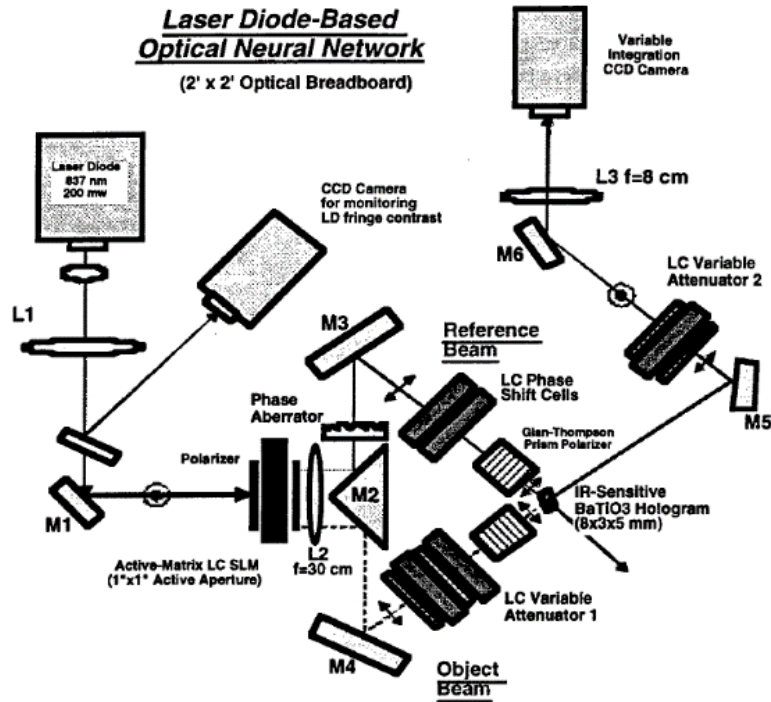 Laser Diode-Based
Optical Neural Network
(2' x 2' Optical Breadboard)
Variable
Integration
CCD Camera
Laser Diode
837 nm
200 mw
CCD Camera
for monitoring
LD fringe contrast
L3 f=8 cm
M6
LC Variable
Attenuator 2
L1
M3
Reference
Beam
LC Phase
Shift Cells
M5
Phase
Aberrator
Glan-Thompson
Prism Polarizer
Polarizer
M2
M1
IR-Sensitive
BaTiO3 Hologram
(8x3x5 mm)
L2
f=30 cm
Active-Matrix LC SLM
(1"x1" Active Aperture)
LC Variable
Attenuator 1
M4
Object
Beam